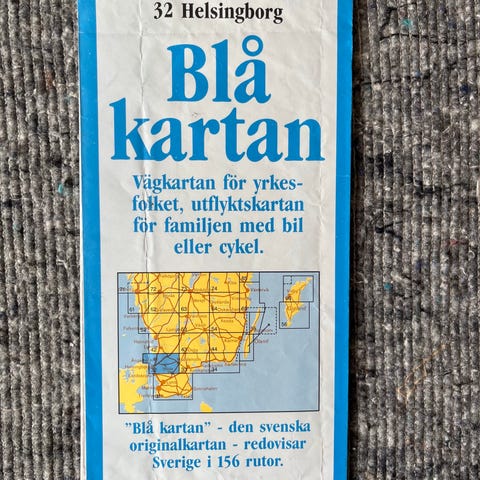 32 Helsingborg
Blå
kartan
Vägkartan för yrkes-
folket, utflyktskartan
för familjen med bil
eller cykel.
"Blå kartan" - den svenska
originalkartan - redovisar
Sverige i 156 rutor.